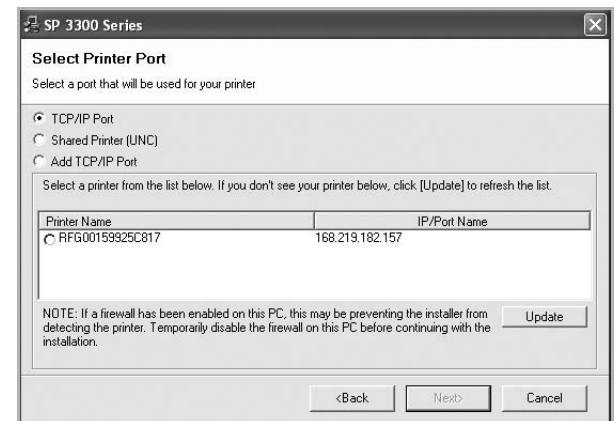 SP 3300 Series
Select Printer Port
Select a port that will be used for your printer
TCP/IP Port
Shared Printer (UNC)
Add TCP/IP Port
Select a printer from the list below. If you don't see your printer below, click [Update] to refresh the list.
Printer Name IP/Port Name
RFG00159925C817 168.219.182.157
NOTE: If a firewall has been enabled on this PC, this may be preventing the installer from
detecting the printer. Temporarily disable the firewall on this PC before continuing with the
installation.
Update
<Back Next> Cancel